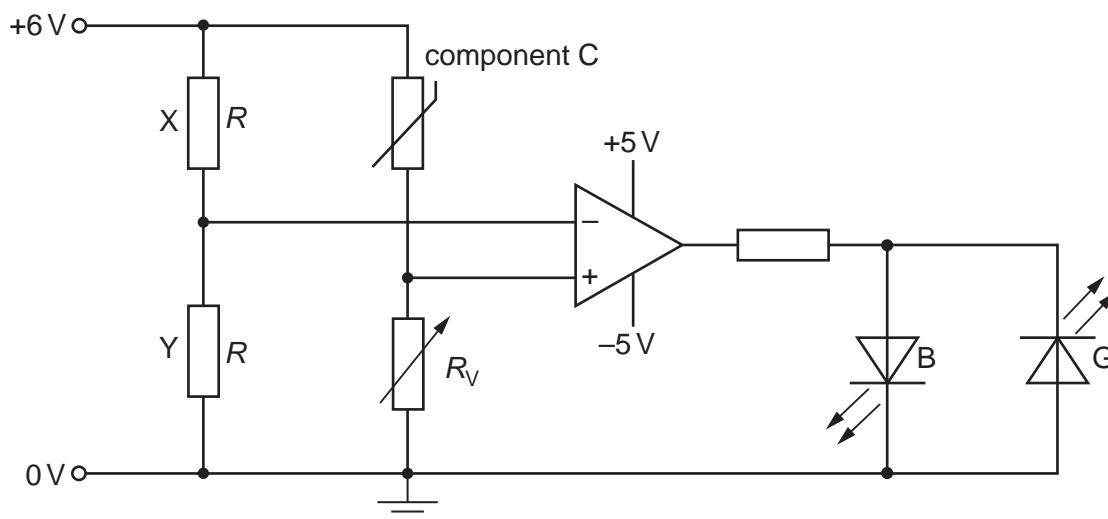 +6 V
component C
X R
+5 V
–
+
Y R
–5 V
R_V
B
G
0 V